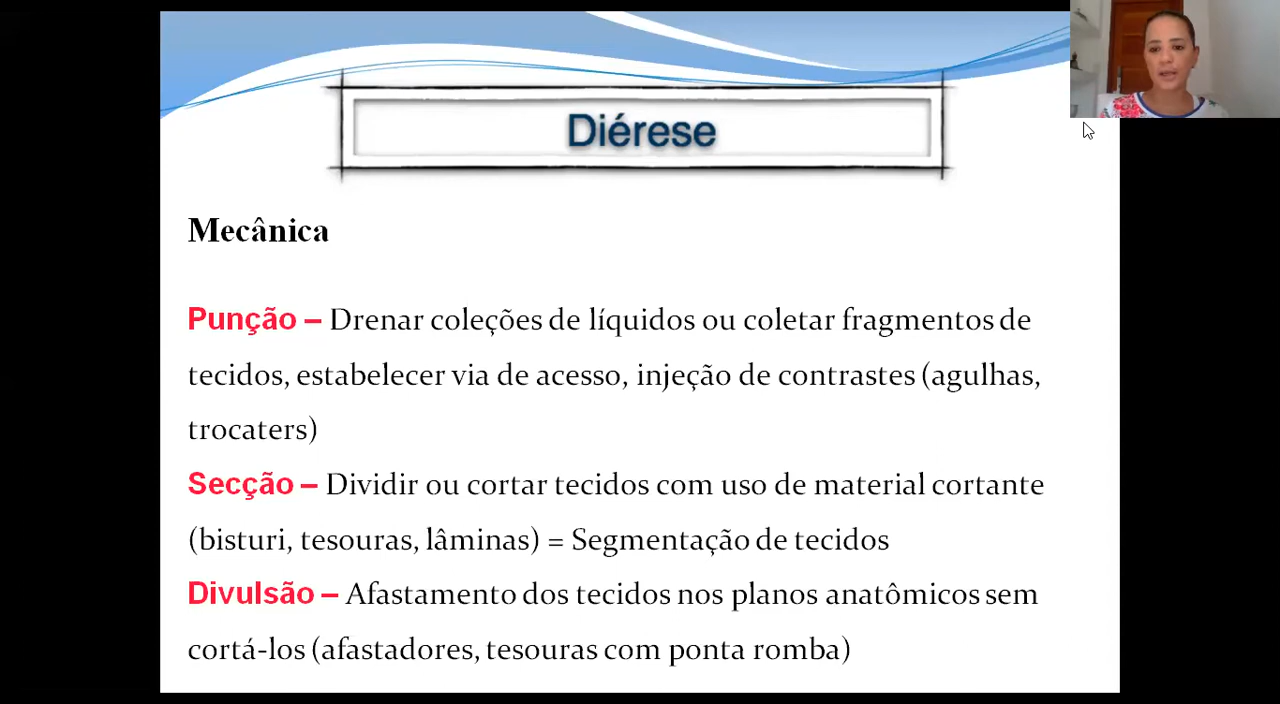 Diérese
Mecânica
Punção – Drenar coleções de líquidos ou coletar fragmentos de
tecidos, estabelecer via de acesso, injeção de contrastes (agulhas,
trocaters)
Secção – Dividir ou cortar tecidos com uso de material cortante
(bisturi, tesouras, lâminas) = Segmentação de tecidos
Divulsão – Afastamento dos tecidos nos planos anatômicos sem
cortá-los (afastadores, tesouras com ponta romba)